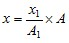 x = x₁/A₁ × A